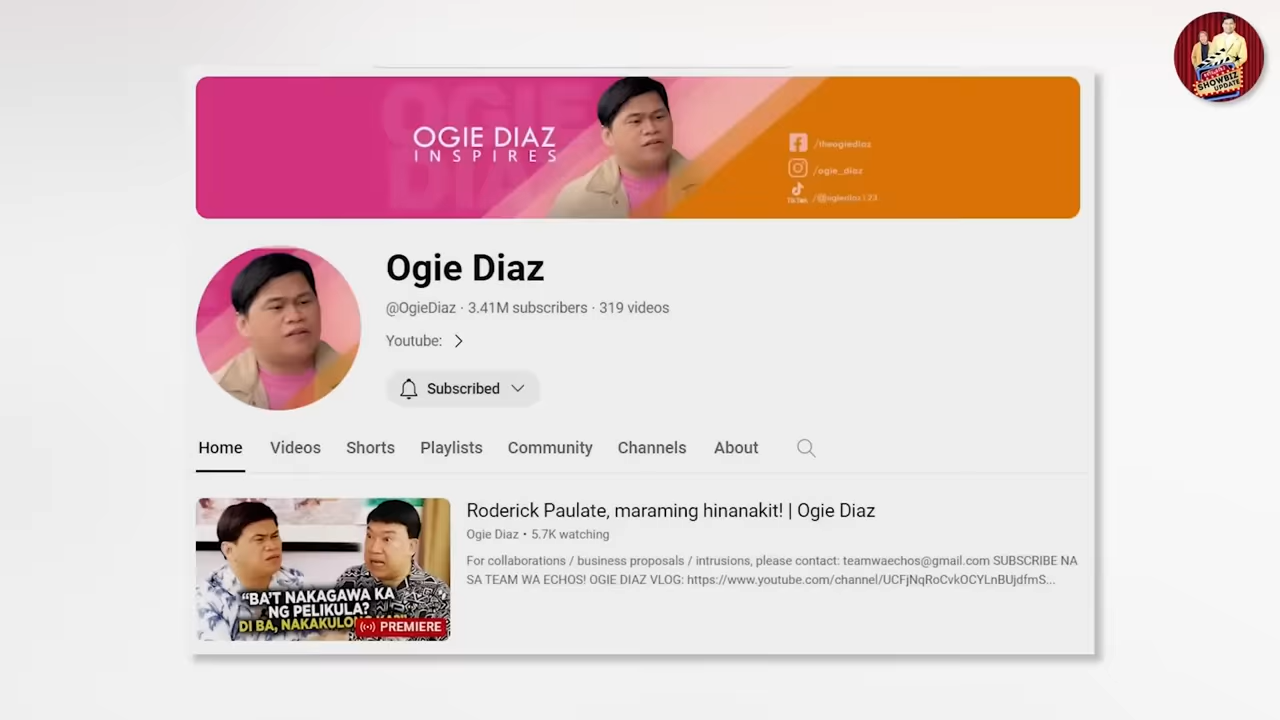 OGIE DIAZ
INSPIRES
/theogiediaz
/ogie_diaz
/@ogiediaz123
SHOWBIZ
UPDATE
Ogie Diaz
@OgieDiaz · 3.41M subscribers · 319 videos
Youtube:
Subscribed
Home Videos Shorts Playlists Community Channels About
"BA'T NAKAGAWA KA
NG PELIKULA?
DI BA,
PREMIERE
Roderick Paulate, maraming hinanakit! | Ogie Diaz
Ogie Diaz • 5.7K watching
For collaborations / business proposals / intrusions, please contact: teamwaechos@gmail.com SUBSCRIBE NA
SA TEAM WA ECHOS! OGIE DIAZ VLOG: https://www.youtube.com/channel/UCFjNqRoCvkOCYLnBUjdfmS...